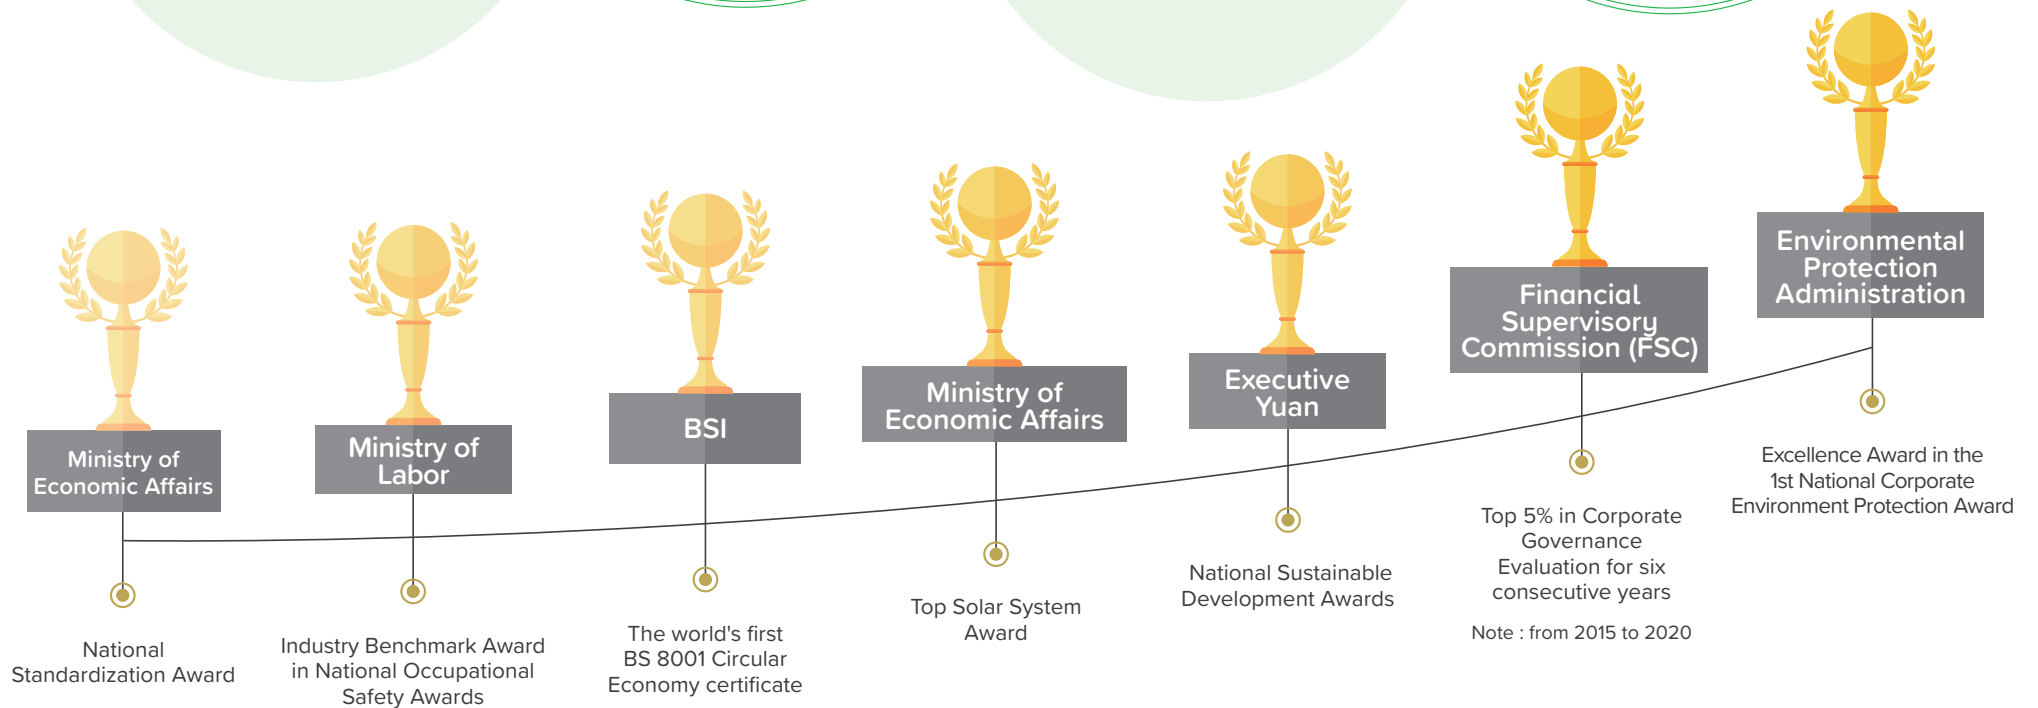 Ministry of
Economic Affairs
National
Standardization Award
Ministry of
Labor
Industry Benchmark Award
in National Occupational
Safety Awards
BSI
The world's first
BS 8001 Circular
Economy certificate
Ministry of
Economic Affairs
Top Solar System
Award
Executive
Yuan
National Sustainable
Development Awards
Financial
Supervisory
Commission (FSC)
Top 5% in Corporate
Governance
Evaluation for six
consecutive years
Note : from 2015 to 2020
Environmental
Protection
Administration
Excellence Award in the
1st National Corporate
Environment Protection Award